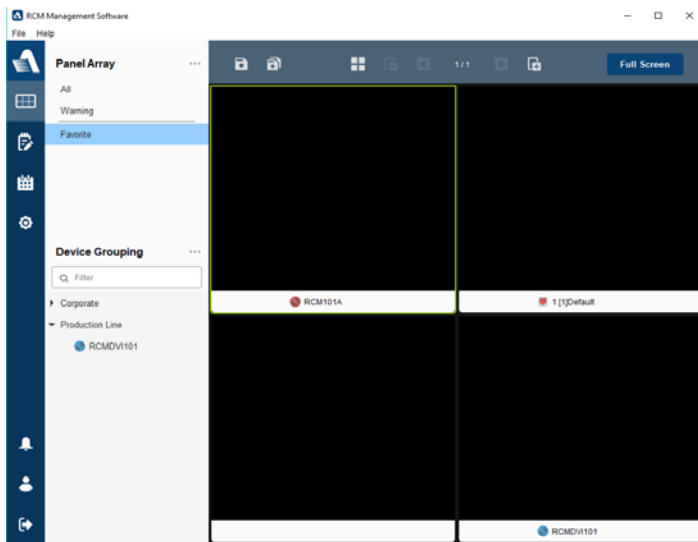 RCM Management Software
File Help
Panel Array ...
1/1
Full Screen
All
Warning
Favorite
Device Grouping ...
Filter
Corporate
Production Line
RCMDVI101
RCM101A
1 [1]Default
RCMDVI101